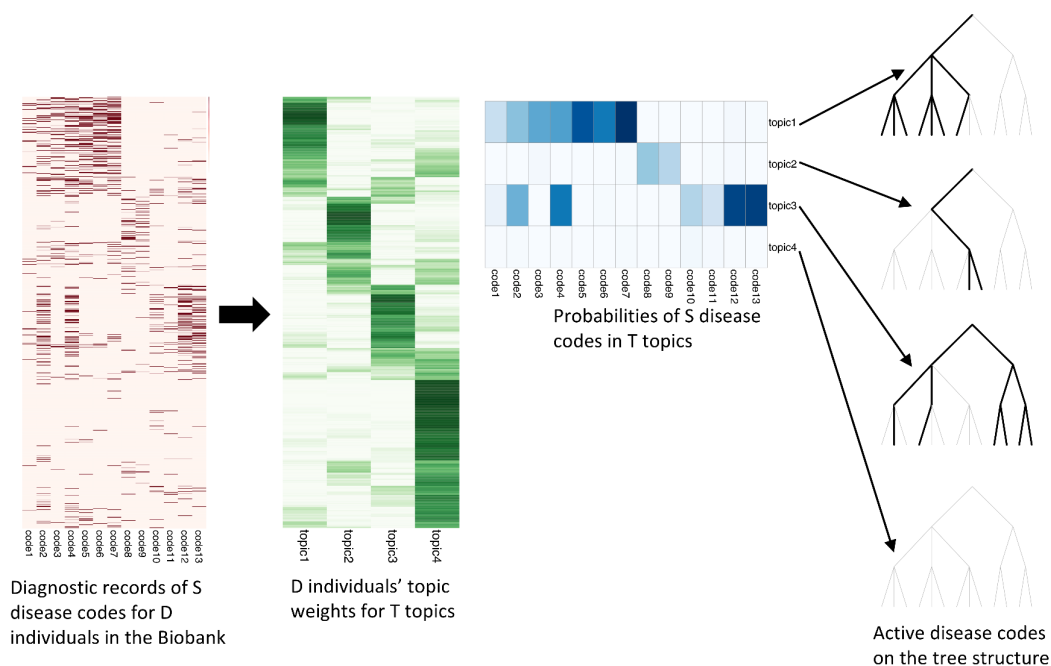 topic1
topic2
topic3
topic4
code1
code2
code3
code4
code5
code6
code7
code8
code9
code10
code11
code12
code13
Probabilities of S disease
codes in T topics
code1
code2
code3
code4
code5
code6
code7
code8
code9
code10
code11
code12
code13
Diagnostic records of S
disease codes for D
individuals in the Biobank
topic1
topic2
topic3
topic4
D individuals’ topic
weights for T topics
Active disease codes
on the tree structure